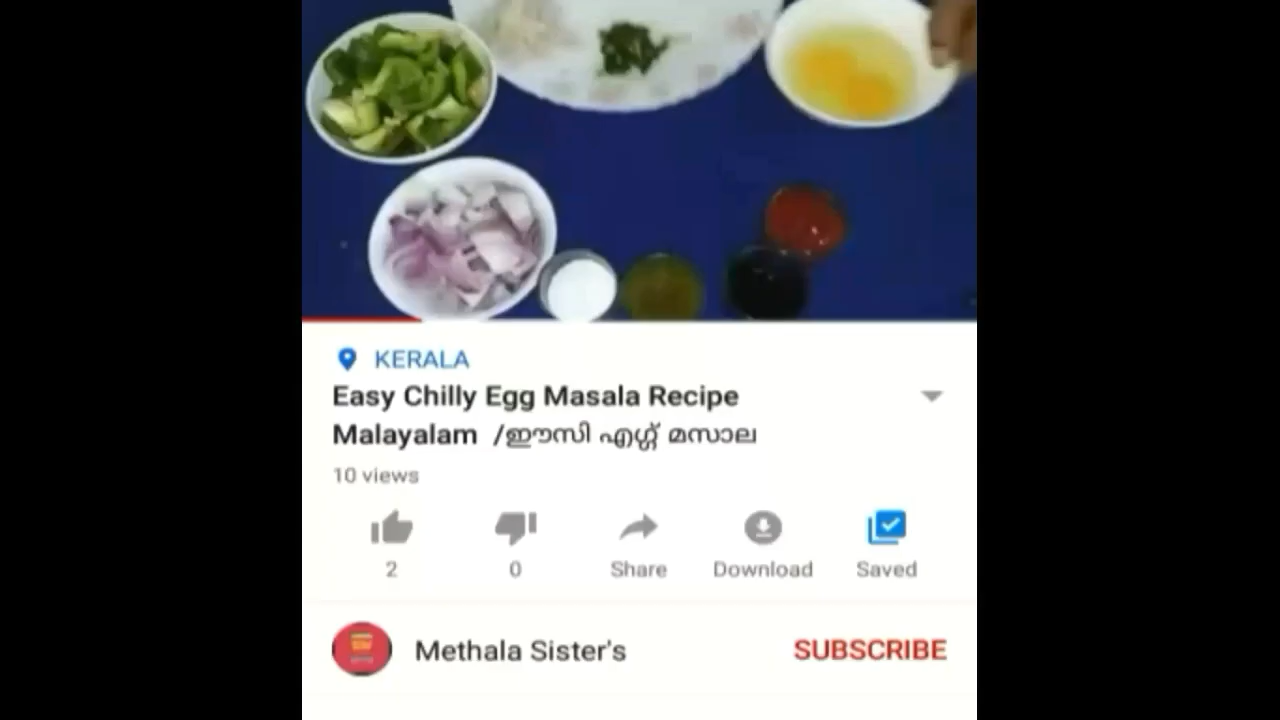 KERALA
Easy Chilly Egg Masala Recipe
Malayalam /ഈസി എഗ്ഗ് മസാല
10 views
2 0 Share Download Saved
Methala Sister's SUBSCRIBE